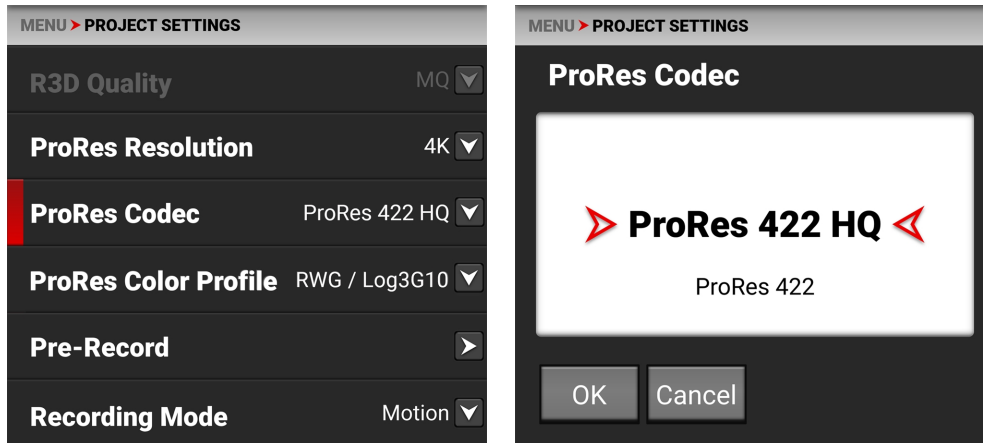 MENU > PROJECT SETTINGS
R3D Quality MQ
ProRes Resolution 4K
ProRes Codec ProRes 422 HQ
ProRes Color Profile RWG / Log3G10
Pre-Record
Recording Mode Motion
MENU > PROJECT SETTINGS
ProRes Codec
ProRes 422 HQ
ProRes 422
OK Cancel